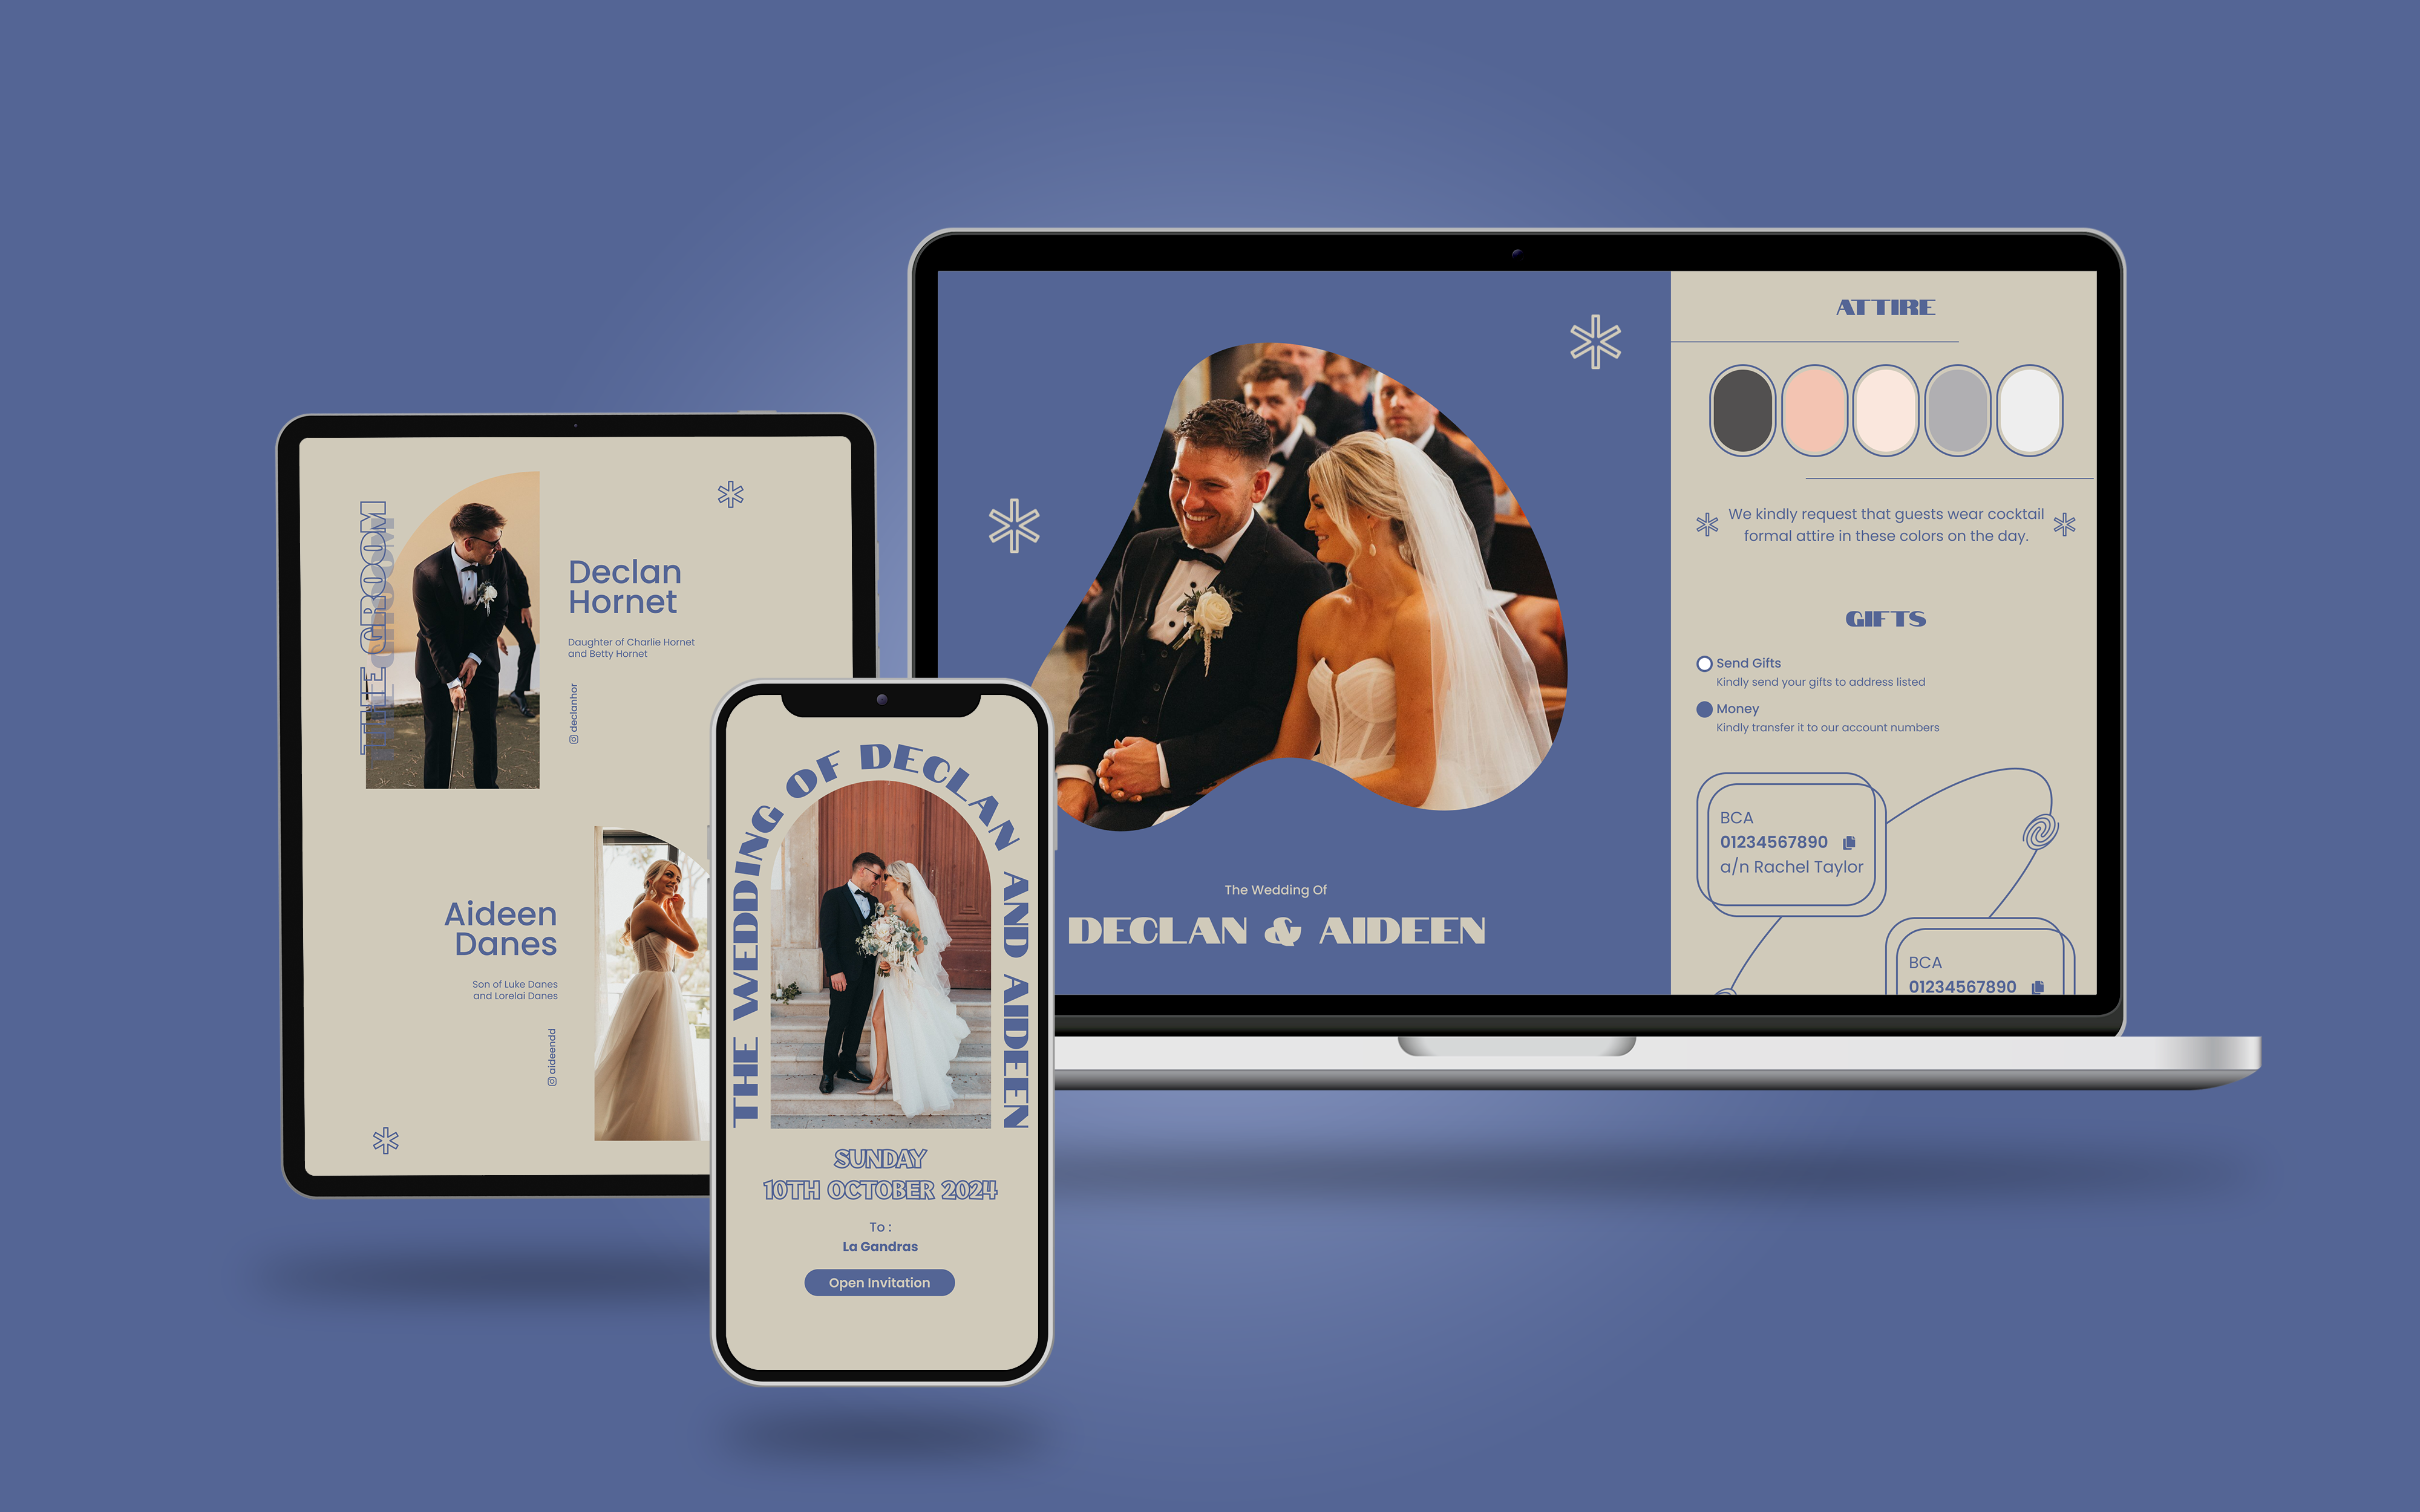 THE GROOM
Declan
Hornet
Daughter of Charlie Hornet
and Betty Hornet
declanhor
Aideen
Danes
Son of Luke Danes
and Lorelai Danes
aideendd
THE WEDDING OF DECLAN AND AIDEEN
SUNDAY
10TH OCTOBER 2024
To :
La Gandras
Open Invitation
The Wedding Of
DECLAN & AIDEEN
ATTIRE
We kindly request that guests wear cocktail
formal attire in these colors on the day.
GIFTS
Send Gifts
Kindly send your gifts to address listed
Money
Kindly transfer it to our account numbers
BCA
01234567890
a/n Rachel Taylor
BCA
01234567890